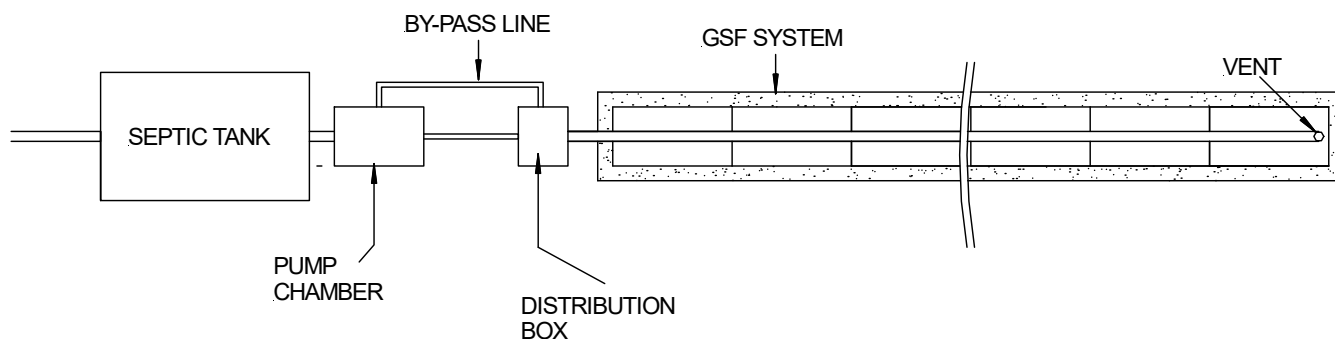 BY-PASS LINE
GSF SYSTEM
VENT
SEPTIC TANK
PUMP
CHAMBER
DISTRIBUTION
BOX